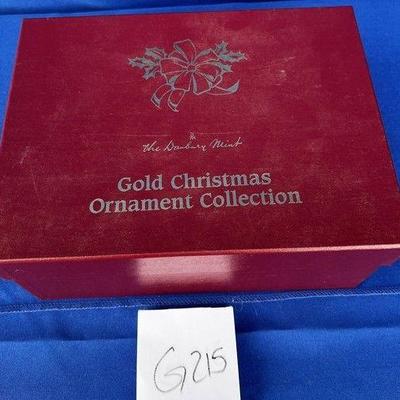 The Danbury Mint
Gold Christmas
Ornament Collection
G215